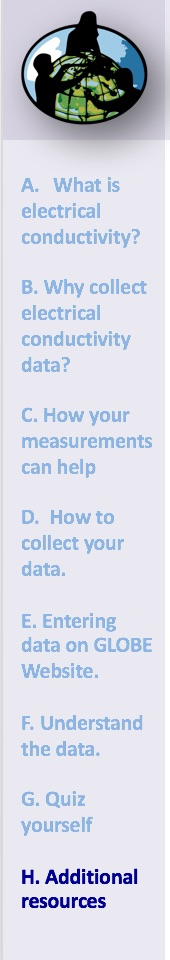 A. What is
electrical
conductivity?
B. Why collect
electrical
conductivity
data?
C. How your
measurements
can help
D. How to
collect your
data.
E. Entering
data on GLOBE
Website.
F. Understand
the data.
G. Quiz
yourself
H. Additional
resources